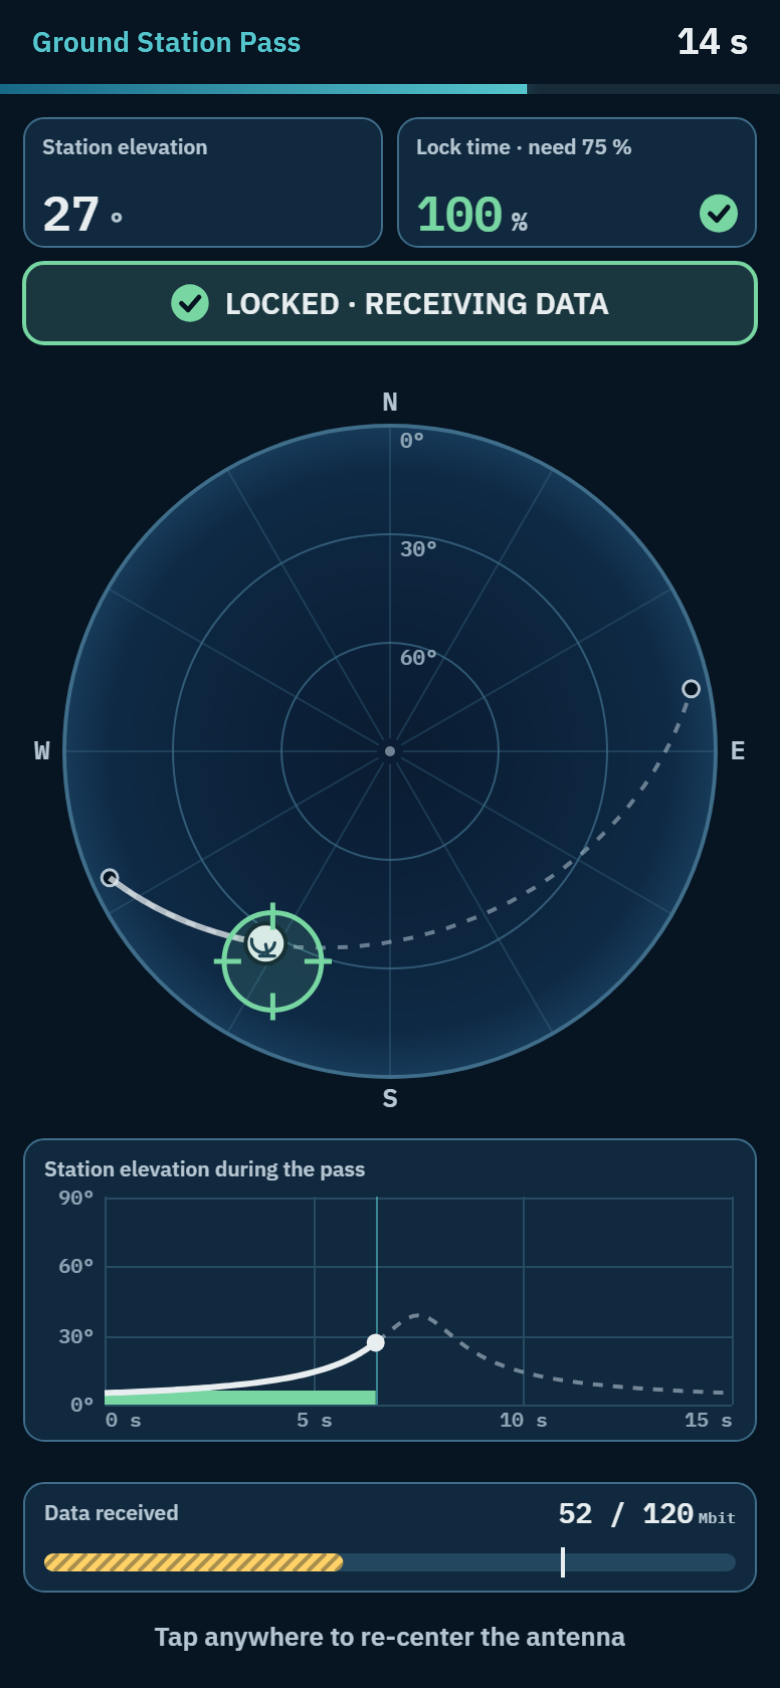 Ground Station Pass
14 s
Station elevation
27 °
Lock time · need 75 %
100 %
LOCKED · RECEIVING DATA
N
0°
30°
60°
W
E
S
Station elevation during the pass
90°
60°
30°
0°
0 s
5 s
10 s
15 s
Data received
52 / 120 Mbit
Tap anywhere to re-center the antenna